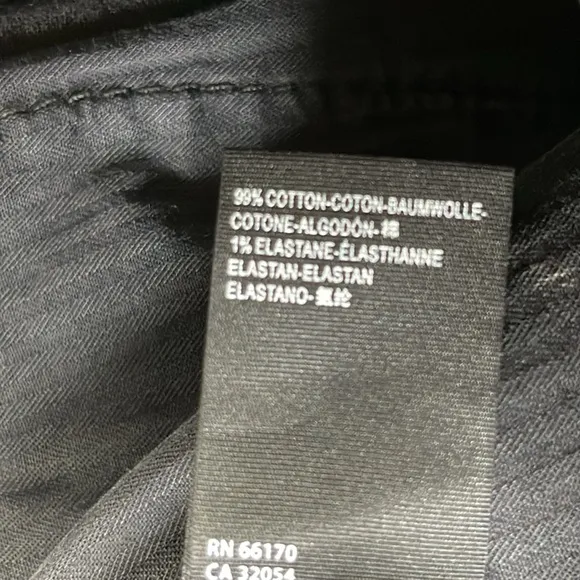 99% COTTON-COTON-BAUMWOLLE-
COTONE-ALGODÓN-棉
1% ELASTANE-ÉLASTHANNE
ELASTAN-ELASTAN
ELASTANO-氨纶
RN 66170
CA 32054